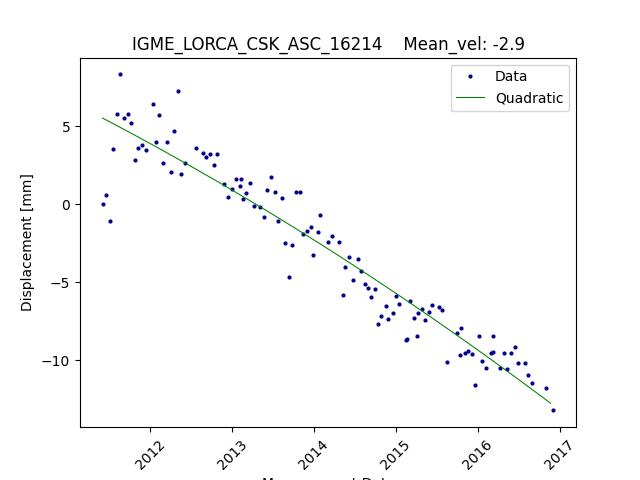 IGME_LORCA_CSK_ASC_16214    Mean_vel: -2.9
Data
Quadratic
Displacement [mm]
5
0
−5
−10
2012
2013
2014
2015
2016
2017